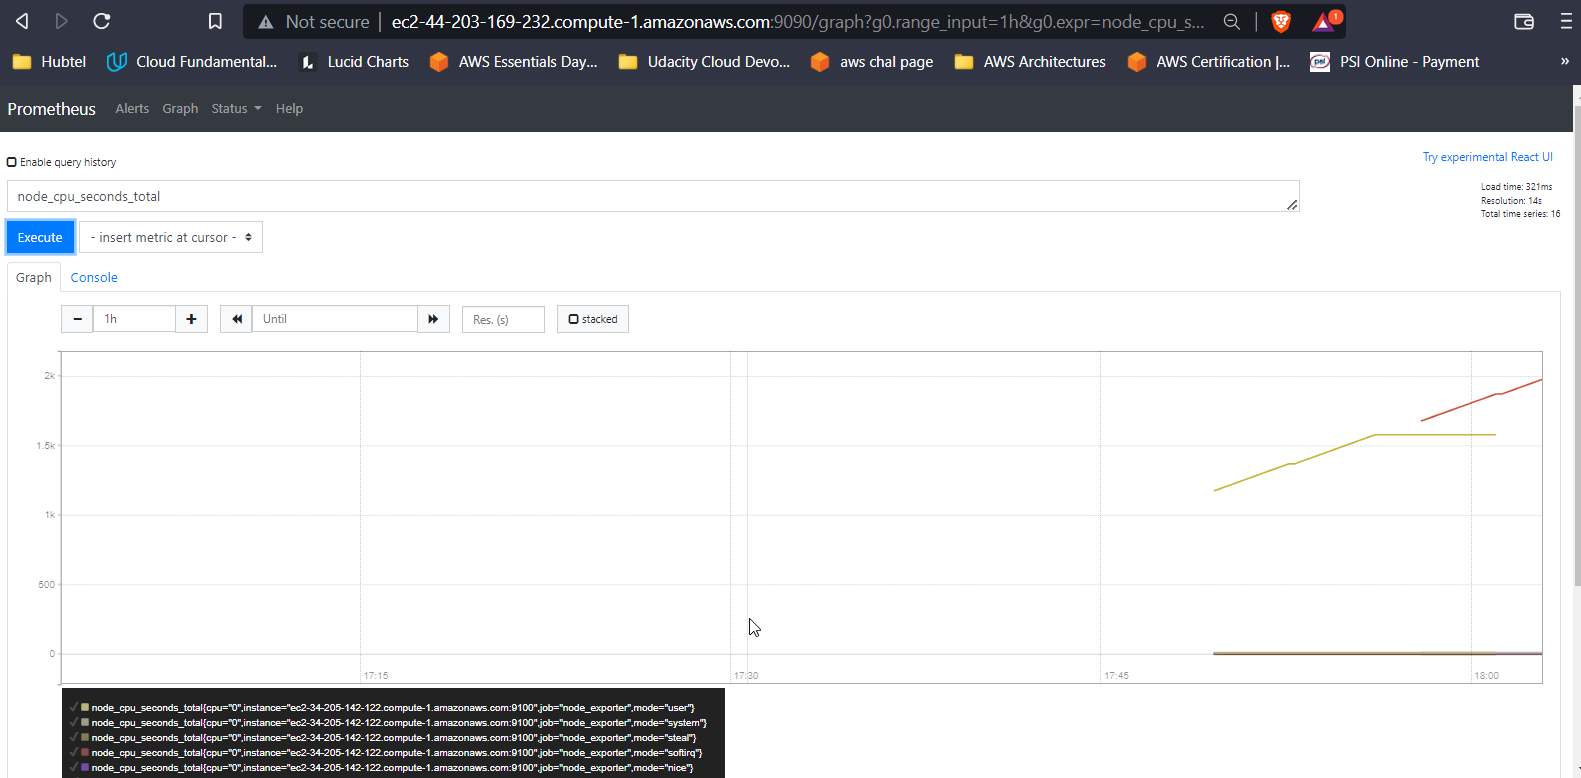 Not secure | ec2-44-203-169-232.compute-1.amazonaws.com:9090/graph?g0.range_input=1h&g0.expr=node_cpu_s...
1
Hubtel Cloud Fundamental... Lucid Charts AWS Essentials Day... Udacity Cloud Devo... aws chal page AWS Architectures AWS Certification |... psi PSI Online - Payment »
Prometheus Alerts Graph Status Help
Enable query history
Try experimental React UI
node_cpu_seconds_total
Load time: 321ms
Resolution: 14s
Total time series: 16
Execute - insert metric at cursor -
Graph Console
1h Until Res. (s) stacked
2k
1.5k
1k
500
0
17:15 17:30 17:45 18:00
node_cpu_seconds_total{cpu="0",instance="ec2-34-205-142-122.compute-1.amazonaws.com:9100",job="node_exporter",mode="user"}
node_cpu_seconds_total{cpu="0",instance="ec2-34-205-142-122.compute-1.amazonaws.com:9100",job="node_exporter",mode="system"}
node_cpu_seconds_total{cpu="0",instance="ec2-34-205-142-122.compute-1.amazonaws.com:9100",job="node_exporter",mode="steal"}
node_cpu_seconds_total{cpu="0",instance="ec2-34-205-142-122.compute-1.amazonaws.com:9100",job="node_exporter",mode="softirq"}
node_cpu_seconds_total{cpu="0",instance="ec2-34-205-142-122.compute-1.amazonaws.com:9100",job="node_exporter",mode="nice"}